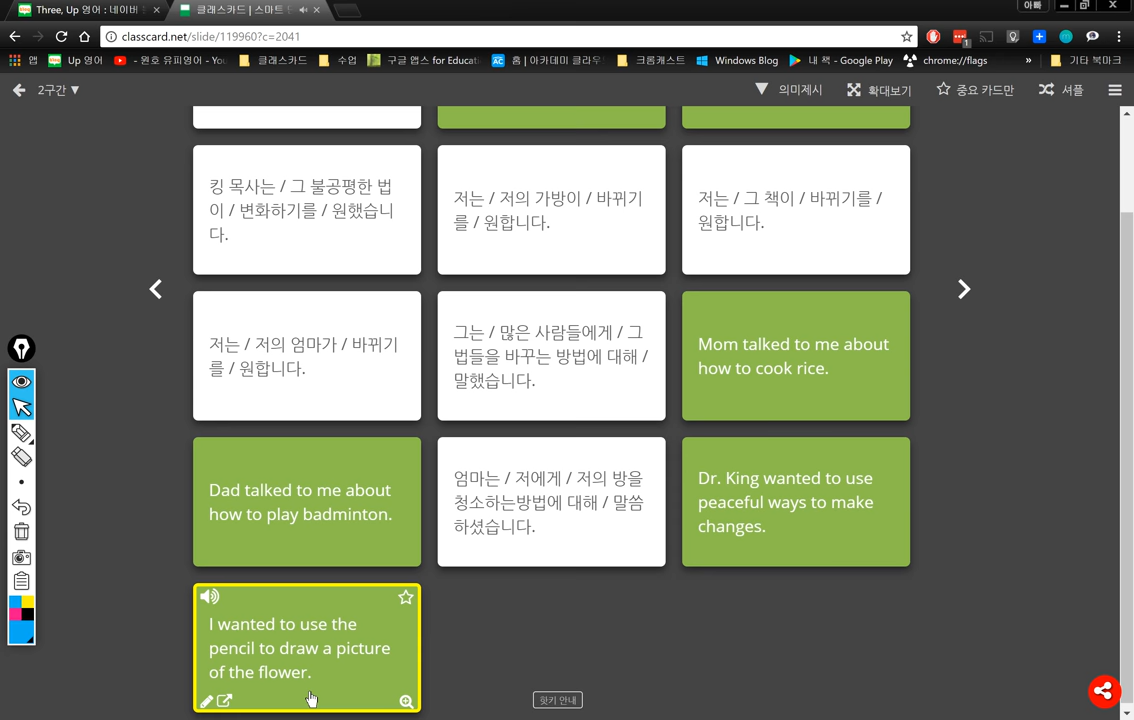 Three, Up 영어 : 네이버
클래스카드 | 스마트
아빠
classcard.net/slide/119960?c=2041
1
앱
Up 영어
- 원호 유피영어 - You
클래스카드
수업
구글 앱스 for Educati
홈 | 아카데미 클라우
크롬캐스트
Windows Blog
내 책 - Google Play
chrome://flags
»
기타 북마크
2구간 ▼
의미제시
확대보기
중요 카드만
셔플
킹 목사는 / 그 불공평한 법
이 / 변화하기를 / 원했습니
다.
저는 / 저의 가방이 / 바뀌기
를 / 원합니다.
저는 / 그 책이 / 바뀌기를 /
원합니다.
저는 / 저의 엄마가 / 바뀌기
를 / 원합니다.
그는 / 많은 사람들에게 / 그
법들을 바꾸는 방법에 대해 /
말했습니다.
Mom talked to me about
how to cook rice.
Dad talked to me about
how to play badminton.
엄마는 / 저에게 / 저의 방을
청소하는방법에 대해 / 말씀
하셨습니다.
Dr. King wanted to use
peaceful ways to make
changes.
I wanted to use the
pencil to draw a picture
of the flower.
핫키 안내